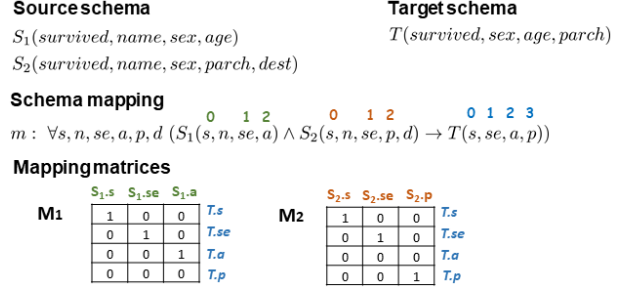 Source schema Target schema
S₁(survived, name, sex, age) T(survived, sex, age, parch)
S₂(survived, name, sex, parch, dest)
Schema mapping
0 1 2 0 1 2 0 1 2 3
m : ∀s, n, se, a, p, d (S₁(s, n, se, a) ∧ S₂(s, n, se, p, d) → T(s, se, a, p))
Mapping matrices
S₁.s S₁.se S₁.a S₂.s S₂.se S₂.p
M1 1 0 0 T.s M2 1 0 0 T.s
0 1 0 T.se 0 1 0 T.se
0 0 1 T.a 0 0 0 T.a
0 0 0 T.p 0 0 1 T.p